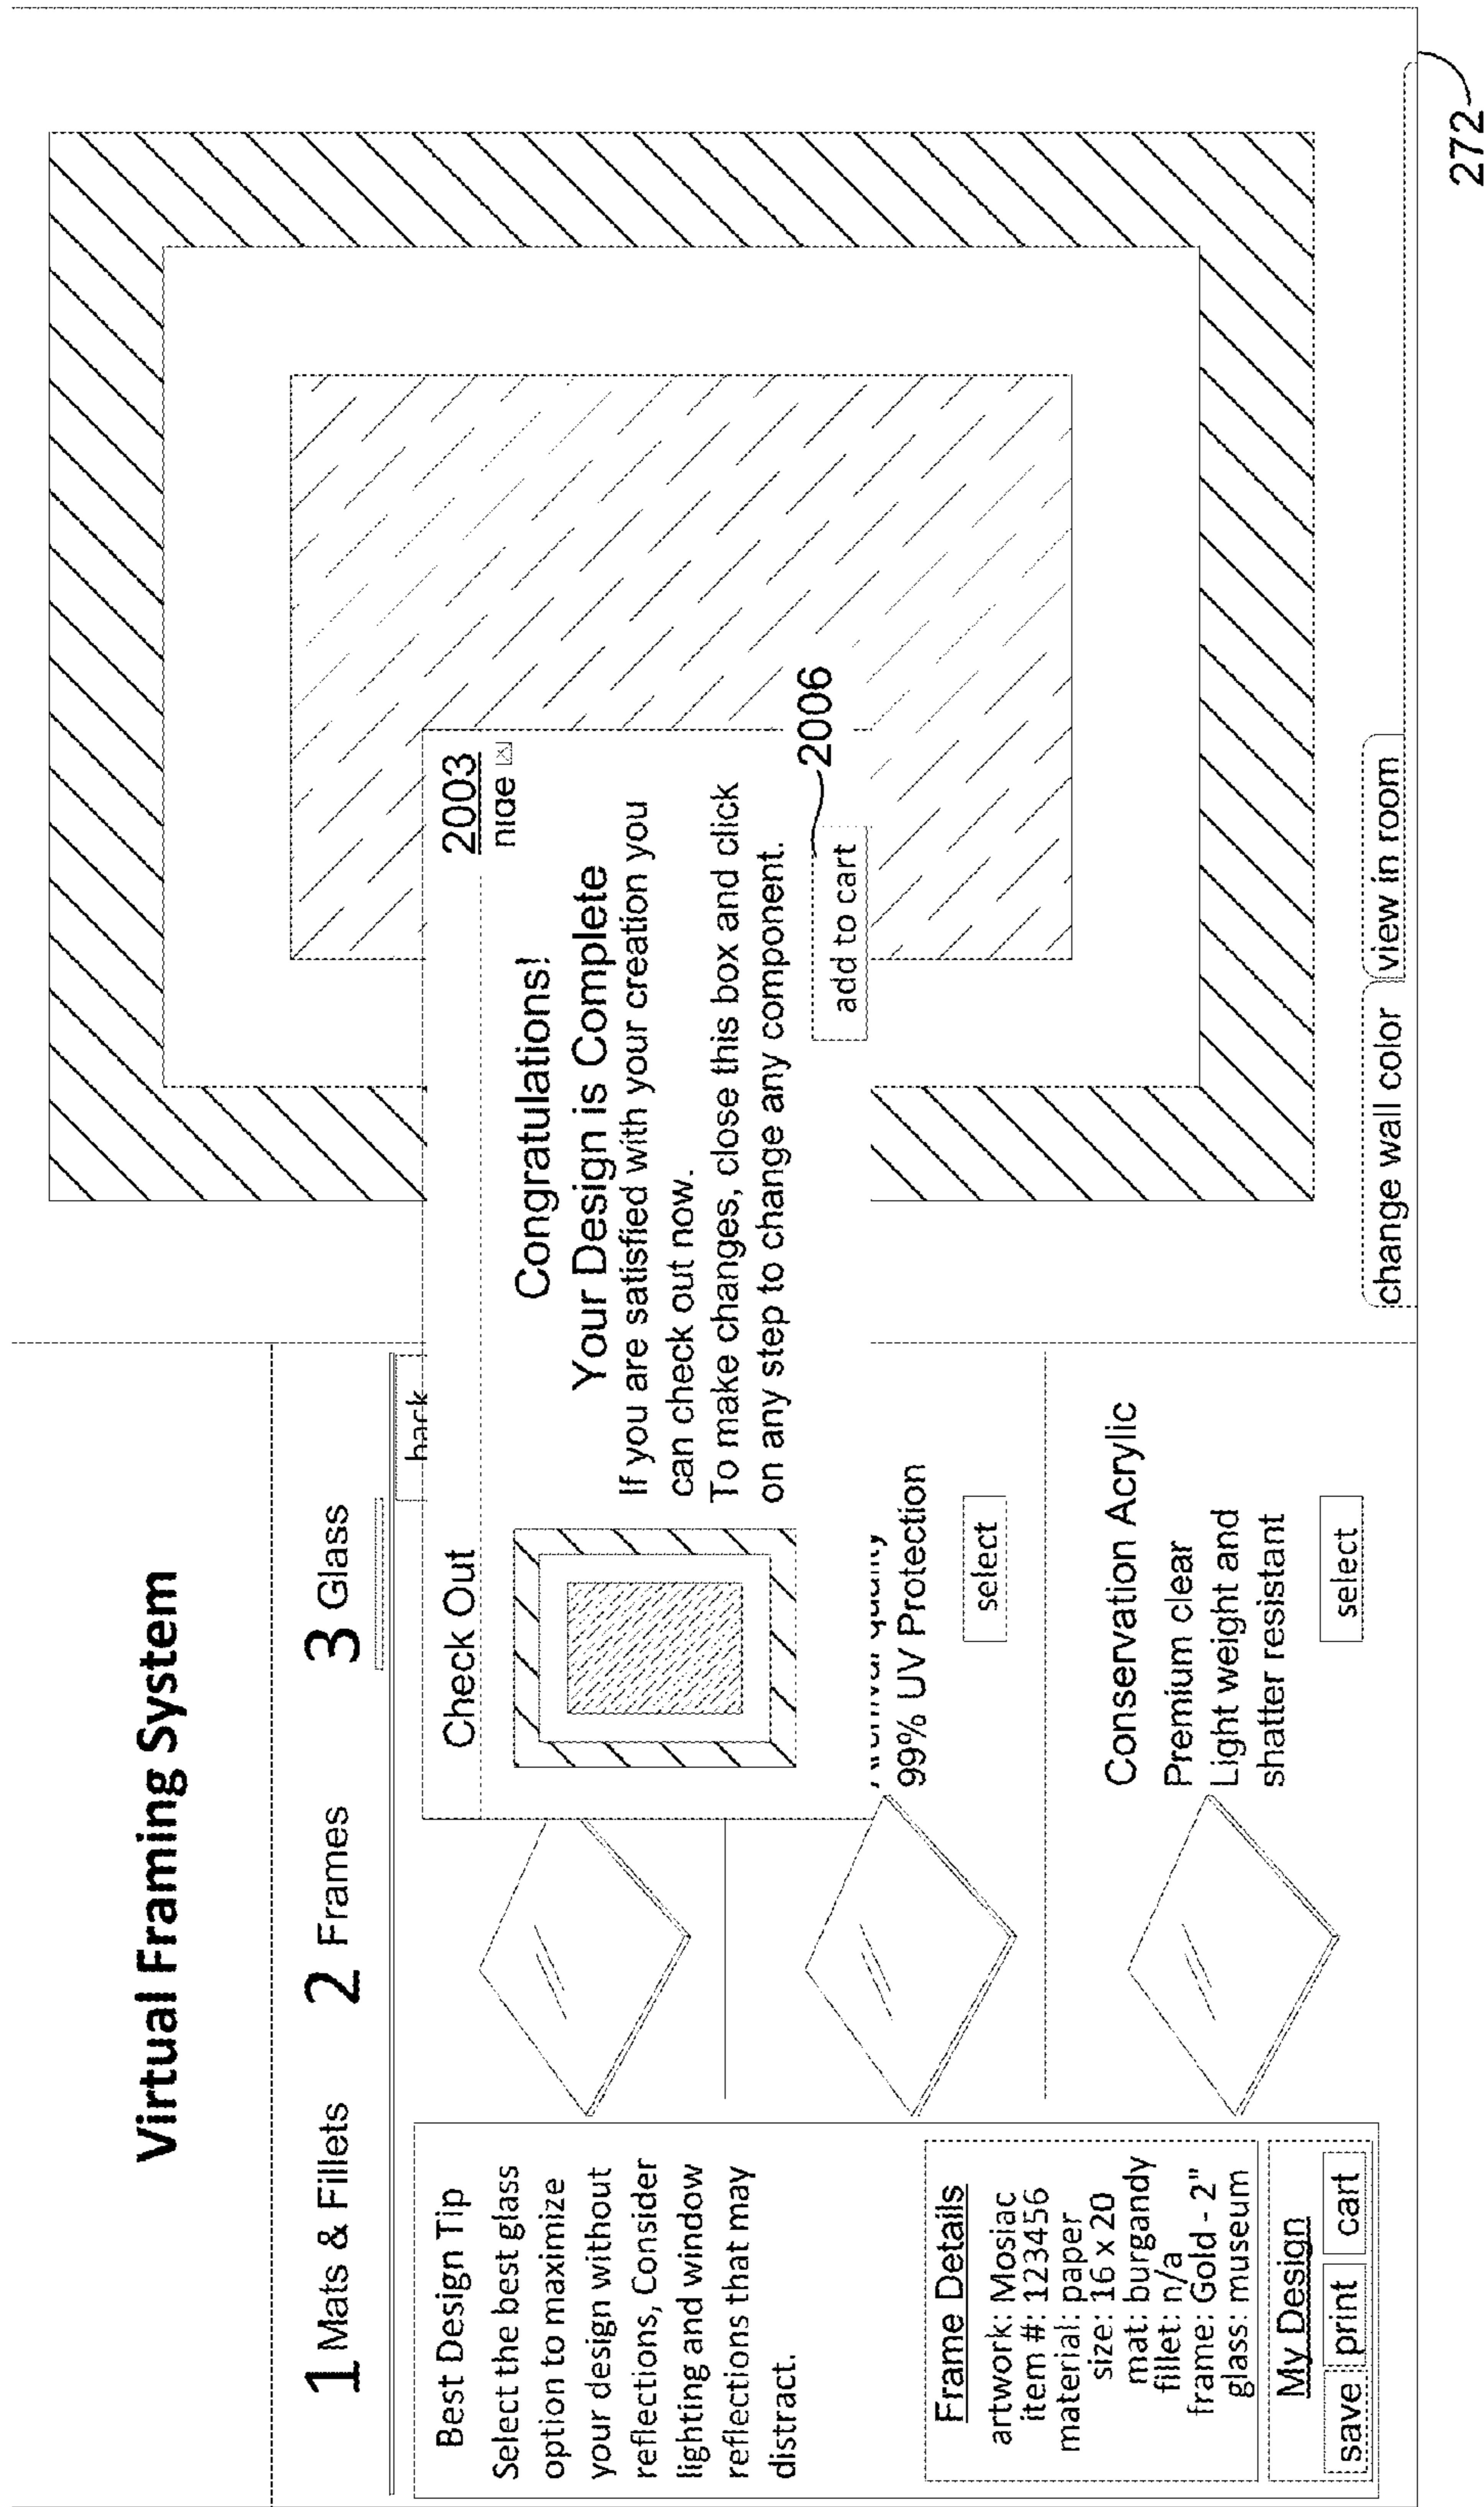 Virtual Framing System
1 Mats & Fillets 2 Frames 3 Glass
Best Design Tip
Select the best glass
option to maximize
your design without
reflections, Consider
lighting and window
reflections that may
distract.
Frame Details
artwork: Mosiac
item #: 123456
material: paper
size: 16 x 20
mat: burgandy
fillet: n/a
frame: Gold - 2"
glass: museum
My Design
save print cart
back
Check Out
2003
hide
Congratulations!
Your Design is Complete
If you are satisfied with your creation you
can check out now.
To make changes, close this box and click
on any step to change any component.
add to cart
2006
Archival quality
99% UV Protection
select
Conservation Acrylic
Premium clear
Light weight and
shatter resistant
select
change wall color view in room
272